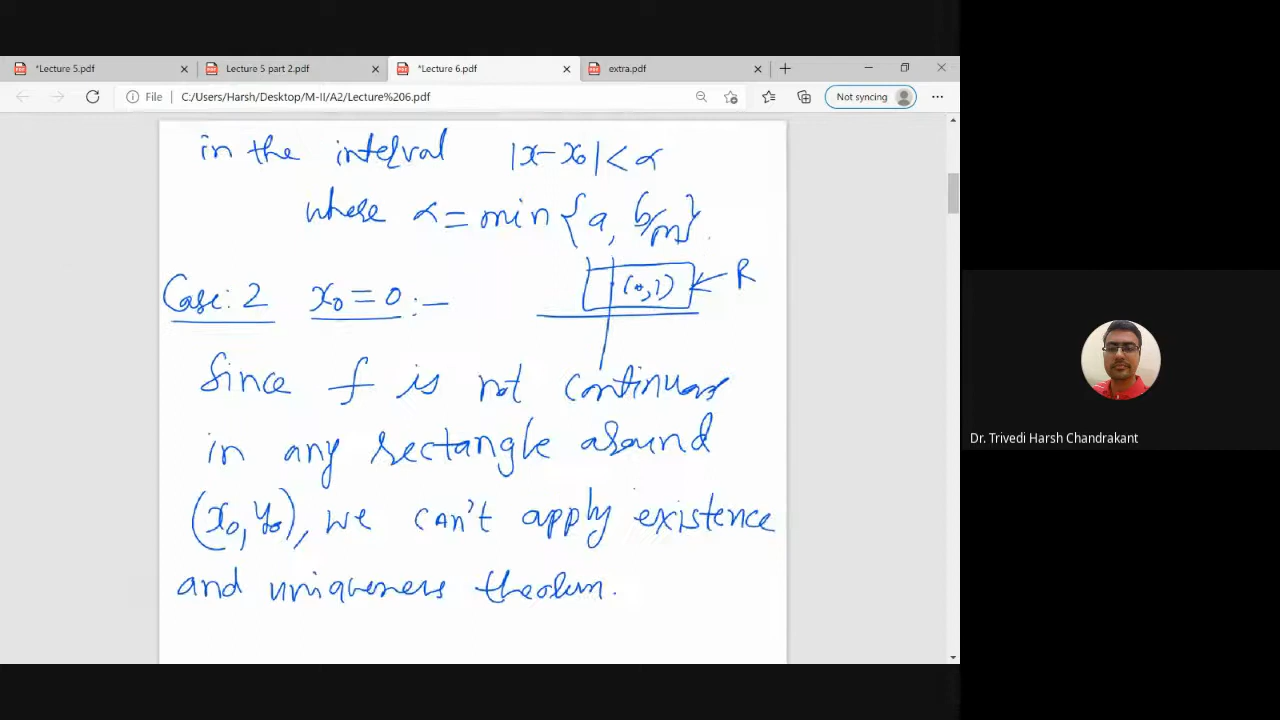 *Lecture 5.pdf
Lecture 5 part 2.pdf
*Lecture 6.pdf
extra.pdf
File
C:/Users/Harsh/Desktop/M-II/A2/Lecture%206.pdf
Not syncing
in the interval |x-x₀|<α
where α = min {a, b/m}
Case: 2 x₀ = 0 :-
R
Since f is not continuous
in any rectangle around
(x₀, y₀), we can't apply existence
and uniqueness theorem.
Dr. Trivedi Harsh Chandrakant